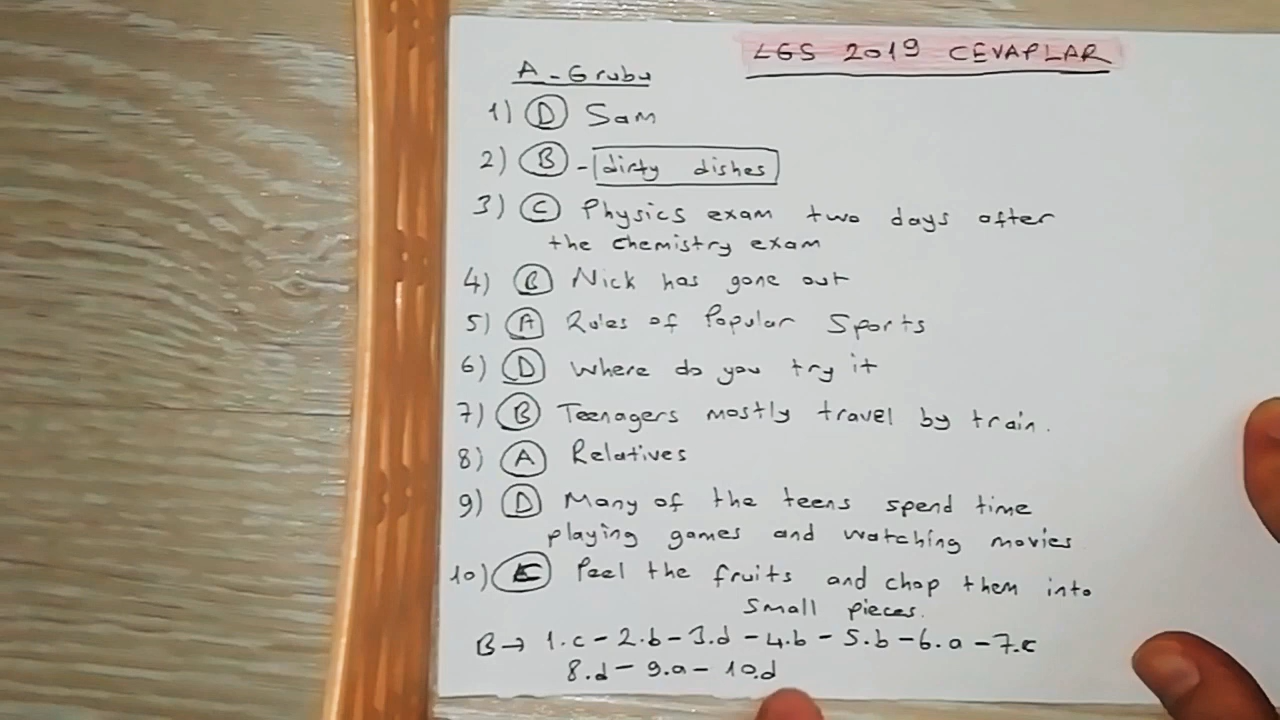 LGS 2019 CEVAPLAR
A - Grubu
1) D Sam
2) B - dirty dishes
3) C Physics exam two days after
the chemistry exam
4) B Nick has gone out
5) A Rules of Popular Sports
6) D Where do you try it
7) B Teenagers mostly travel by train.
8) A Relatives
9) D Many of the teens spend time
playing games and watching movies
10) C Peel the fruits and chop them into
small pieces.
B → 1.c - 2.b - 3.d - 4.b - 5.b - 6.a - 7.c
8.d - 9.a - 10.d